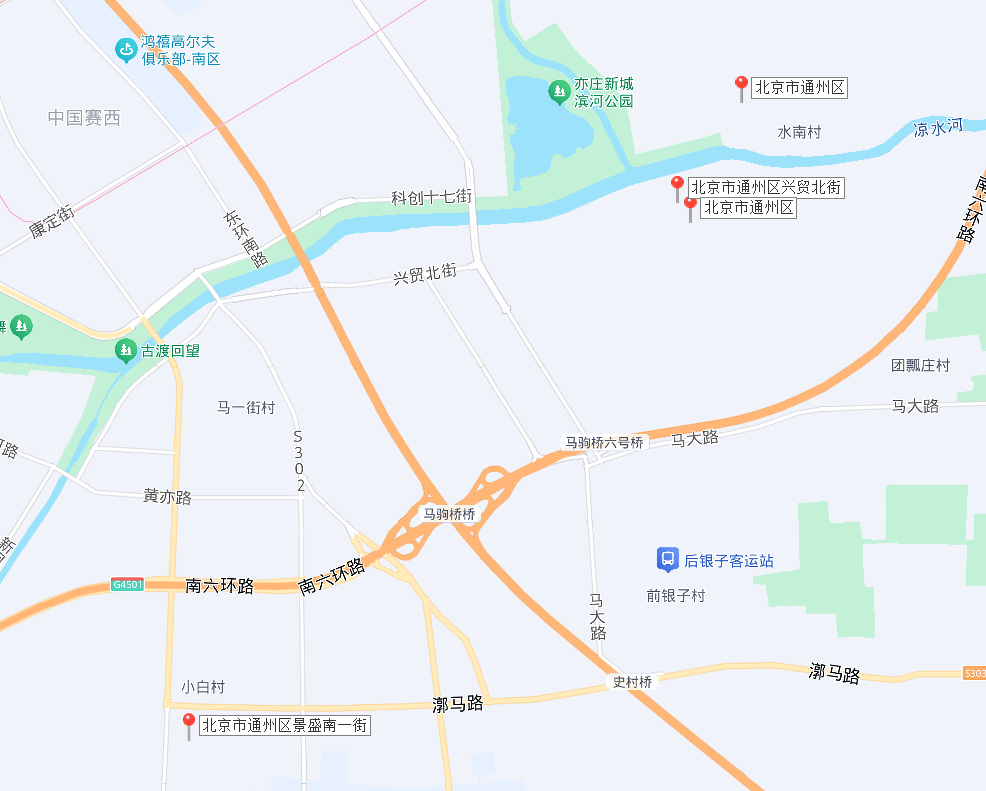 鸿禧高尔夫
俱乐部-南区
亦庄新城
滨河公园
北京市通州区
中国赛西
水南村
凉水河
北京市通州区兴贸北街
北京市通州区
科创十七街
康定街
东环南路
南六环路
兴贸北街
古渡回望
团瓢庄村
马一街村
马大路
马驹桥六号桥
马大路
S302
黄亦路
马驹桥桥
后银子客运站
G4501
南六环路
南六环路
前银子村
马大路
小白村
史村桥
漷马路
S303
漷马路
北京市通州区景盛南一街